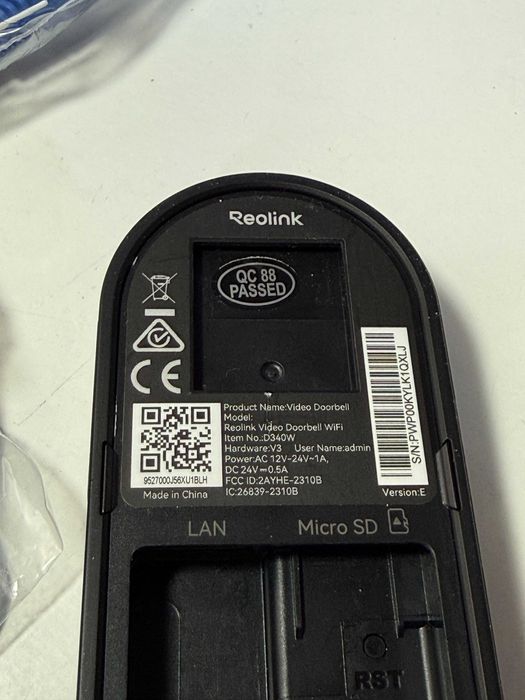 Reolink
QC 88
PASSED
S/N:PWP00KYLK1QXLJ
Product Name:Video Doorbell
Model:
Reolink Video Doorbell WiFi
Item No.:D340W
Hardware:V3 User Name:admin
Power:AC 12V-24V~1A,
DC 24V⎓0.5A
FCC ID:2AYHE-2310B
IC:26839-2310B
9527000J56XU1BLH
Made in China
Version:E
LAN
Micro SD
RST